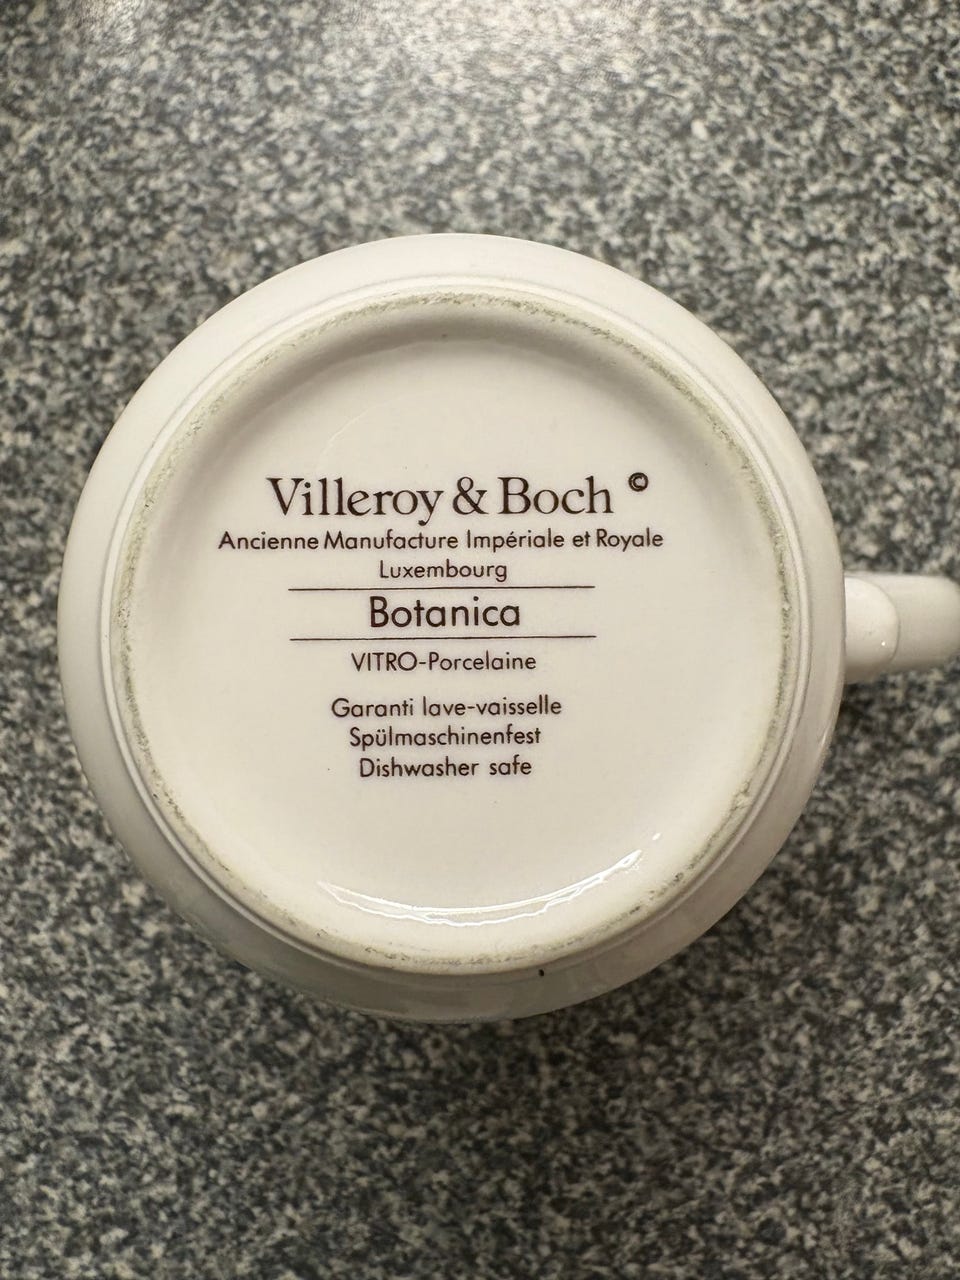 Villeroy & Boch ©
Ancienne Manufacture Impériale et Royale
Luxembourg
Botanica
VITRO-Porcelaine
Garanti lave-vaisselle
Spülmaschinenfest
Dishwasher safe